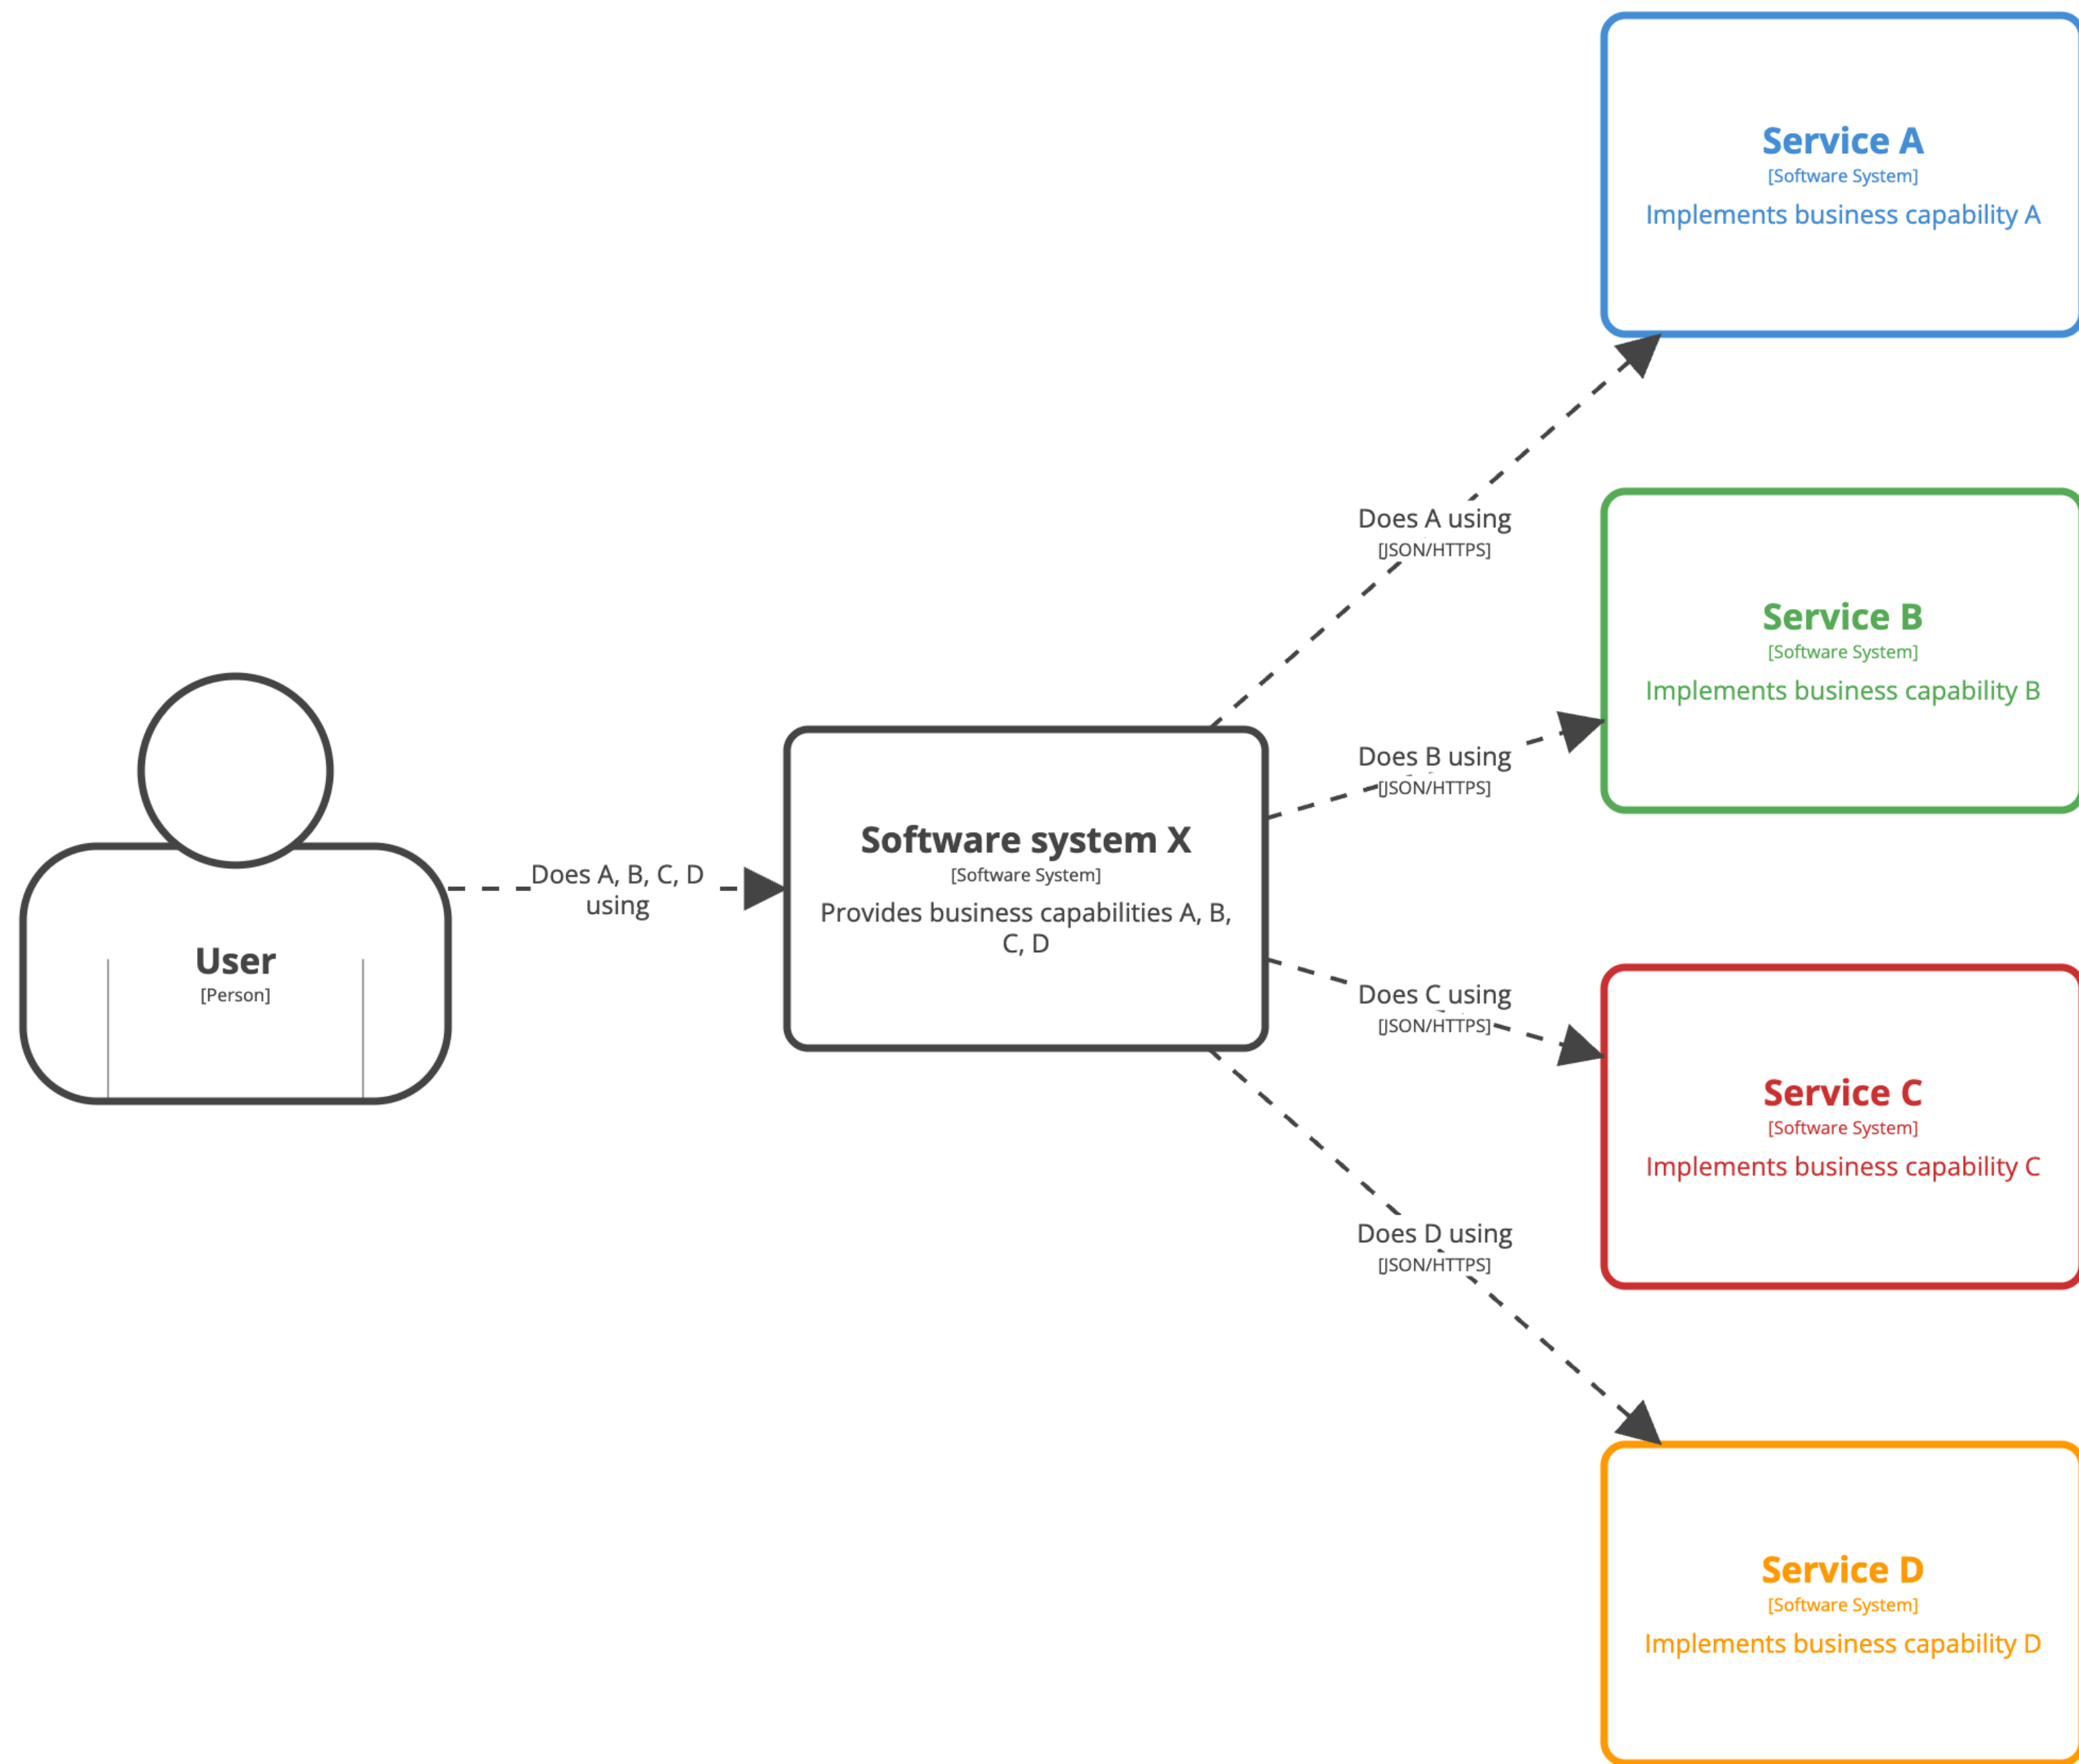 Service A
[Software System]
Implements business capability A
Does A using
[JSON/HTTPS]
Service B
[Software System]
Implements business capability B
Does B using
[JSON/HTTPS]
User
[Person]
Does A, B, C, D
using
Software system X
[Software System]
Provides business capabilities A, B,
C, D
Does C using
[JSON/HTTPS]
Service C
[Software System]
Implements business capability C
Does D using
[JSON/HTTPS]
Service D
[Software System]
Implements business capability D